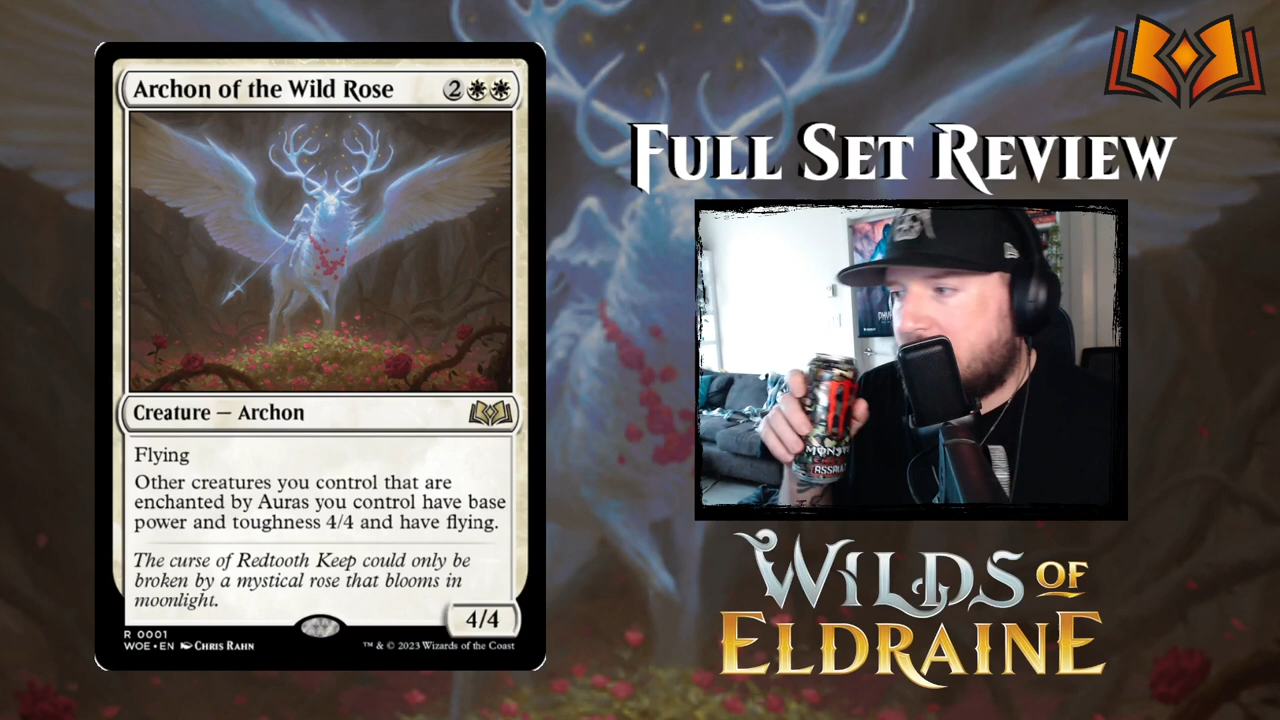 Archon of the Wild Rose 2
Creature — Archon
Flying
Other creatures you control that are
enchanted by Auras you control have base
power and toughness 4/4 and have flying.
The curse of Redtooth Keep could only be
broken by a mystical rose that blooms in
moonlight.
4/4
R 0001
WOE • EN Chris Rahn
™ & © 2023 Wizards of the Coast
Full Set Review
MONSTER
ASSAULT
Wilds of
Eldraine